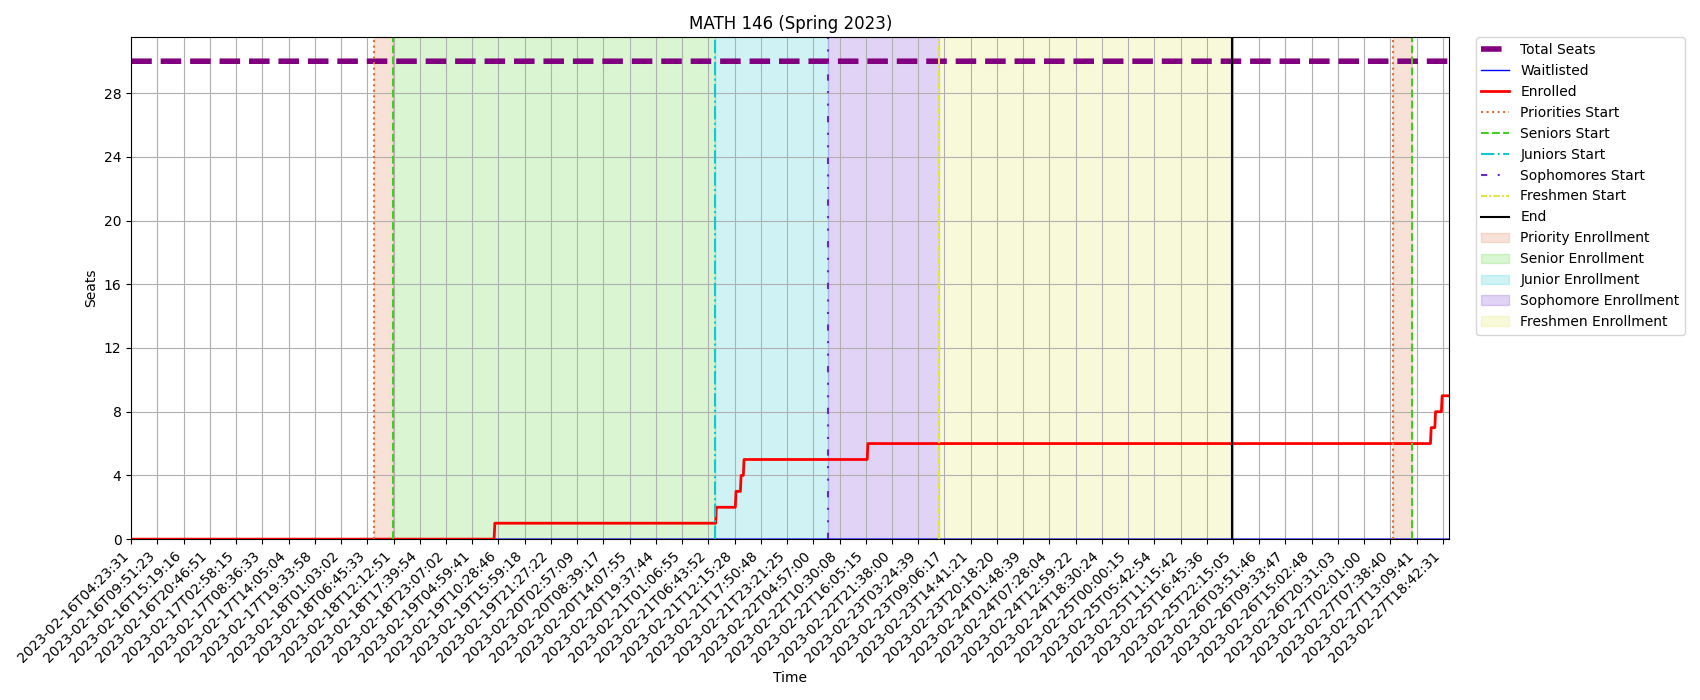 MATH 146 (Spring 2023)
Total Seats
Waitlisted
Enrolled
Priorities Start
Seniors Start
Juniors Start
Sophomores Start
Freshmen Start
End
Priority Enrollment
Senior Enrollment
Junior Enrollment
Sophomore Enrollment
Freshmen Enrollment
28
24
20
16
12
8
4
0
Seats
2023-02-16T04:23:31
2023-02-16T09:51:23
2023-02-16T15:19:16
2023-02-16T20:46:51
2023-02-17T02:58:15
2023-02-17T08:36:33
2023-02-17T14:05:04
2023-02-17T19:33:58
2023-02-18T01:03:02
2023-02-18T06:45:33
2023-02-18T12:12:51
2023-02-18T17:39:54
2023-02-18T23:07:02
2023-02-19T04:59:41
2023-02-19T10:28:46
2023-02-19T15:59:18
2023-02-19T21:27:22
2023-02-20T02:57:09
2023-02-20T08:39:17
2023-02-20T14:07:55
2023-02-20T19:37:44
2023-02-21T01:06:55
2023-02-21T06:43:52
2023-02-21T12:15:28
2023-02-21T17:50:48
2023-02-21T23:21:25
2023-02-22T04:57:00
2023-02-22T10:30:08
2023-02-22T16:05:15
2023-02-22T21:38:00
2023-02-23T03:24:39
2023-02-23T09:06:17
2023-02-23T14:41:21
2023-02-23T20:18:20
2023-02-24T01:48:39
2023-02-24T07:28:04
2023-02-24T12:59:22
2023-02-24T18:30:24
2023-02-25T00:00:15
2023-02-25T05:42:54
2023-02-25T11:15:42
2023-02-25T16:45:36
2023-02-25T22:15:05
2023-02-26T03:51:46
2023-02-26T09:33:47
2023-02-26T15:02:48
2023-02-26T20:31:03
2023-02-27T02:01:00
2023-02-27T07:38:40
2023-02-27T13:09:41
2023-02-27T18:42:31
Time